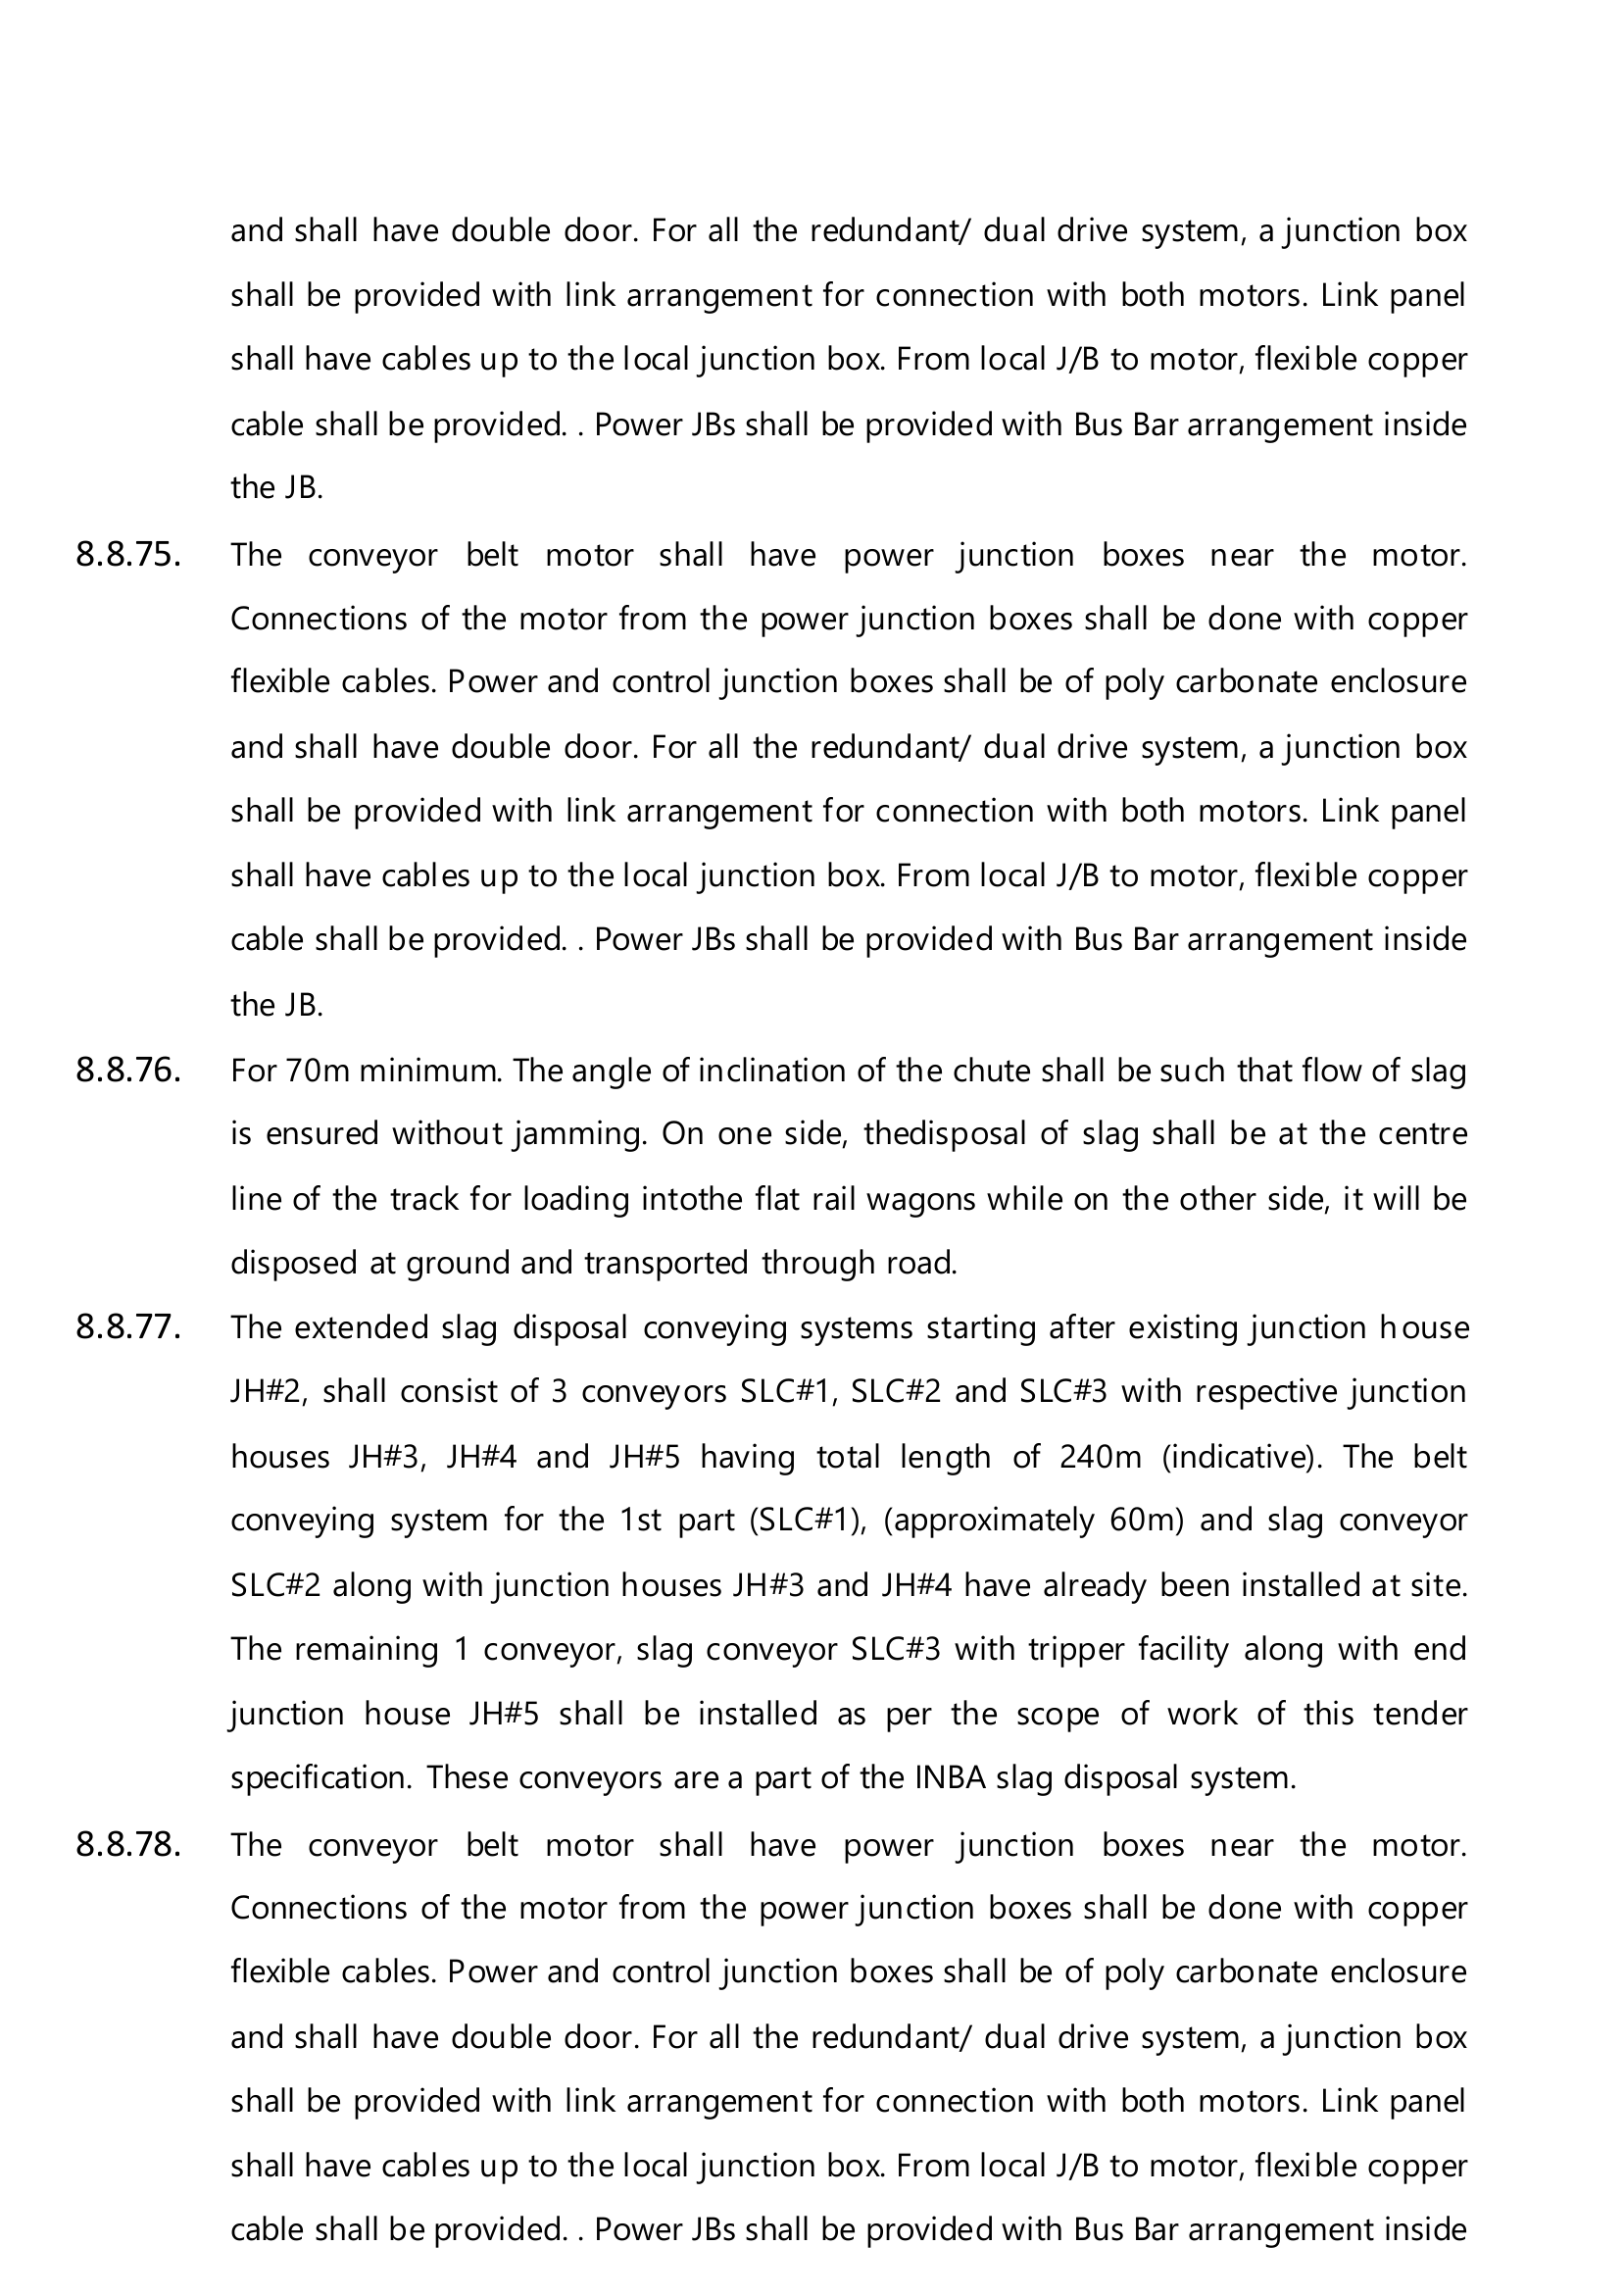 and shall have double door. For all the redundant/ dual drive system, a junction box
shall be provided with link arrangement for connection with both motors. Link panel
shall have cables up to the local junction box. From local J/B to motor, flexible copper
cable shall be provided. . Power JBs shall be provided with Bus Bar arrangement inside
the JB.
8.8.75. The conveyor belt motor shall have power junction boxes near the motor.
Connections of the motor from the power junction boxes shall be done with copper
flexible cables. Power and control junction boxes shall be of poly carbonate enclosure
and shall have double door. For all the redundant/ dual drive system, a junction box
shall be provided with link arrangement for connection with both motors. Link panel
shall have cables up to the local junction box. From local J/B to motor, flexible copper
cable shall be provided. . Power JBs shall be provided with Bus Bar arrangement inside
the JB.
8.8.76. For 70m minimum. The angle of inclination of the chute shall be such that flow of slag
is ensured without jamming. On one side, thedisposal of slag shall be at the centre
line of the track for loading intothe flat rail wagons while on the other side, it will be
disposed at ground and transported through road.
8.8.77. The extended slag disposal conveying systems starting after existing junction house
JH#2, shall consist of 3 conveyors SLC#1, SLC#2 and SLC#3 with respective junction
houses JH#3, JH#4 and JH#5 having total length of 240m (indicative). The belt
conveying system for the 1st part (SLC#1), (approximately 60m) and slag conveyor
SLC#2 along with junction houses JH#3 and JH#4 have already been installed at site.
The remaining 1 conveyor, slag conveyor SLC#3 with tripper facility along with end
junction house JH#5 shall be installed as per the scope of work of this tender
specification. These conveyors are a part of the INBA slag disposal system.
8.8.78. The conveyor belt motor shall have power junction boxes near the motor.
Connections of the motor from the power junction boxes shall be done with copper
flexible cables. Power and control junction boxes shall be of poly carbonate enclosure
and shall have double door. For all the redundant/ dual drive system, a junction box
shall be provided with link arrangement for connection with both motors. Link panel
shall have cables up to the local junction box. From local J/B to motor, flexible copper
cable shall be provided. . Power JBs shall be provided with Bus Bar arrangement inside